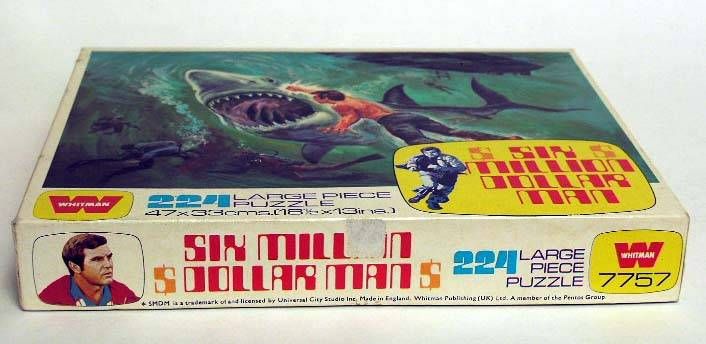 WHITMAN
224 LARGE PIECE
PUZZLE
47x33cms.(18½x13ins.)
$ SIX $
MILLION
DOLLAR
MAN
SIX MILLION
$ DOLLAR MAN $
224 LARGE
PIECE
PUZZLE
WHITMAN
7757
* SMDM is a trademark of and licensed by Universal City Studio Inc. Made in England. Whitman Publishing (UK) Ltd. A member of the Pentos Group